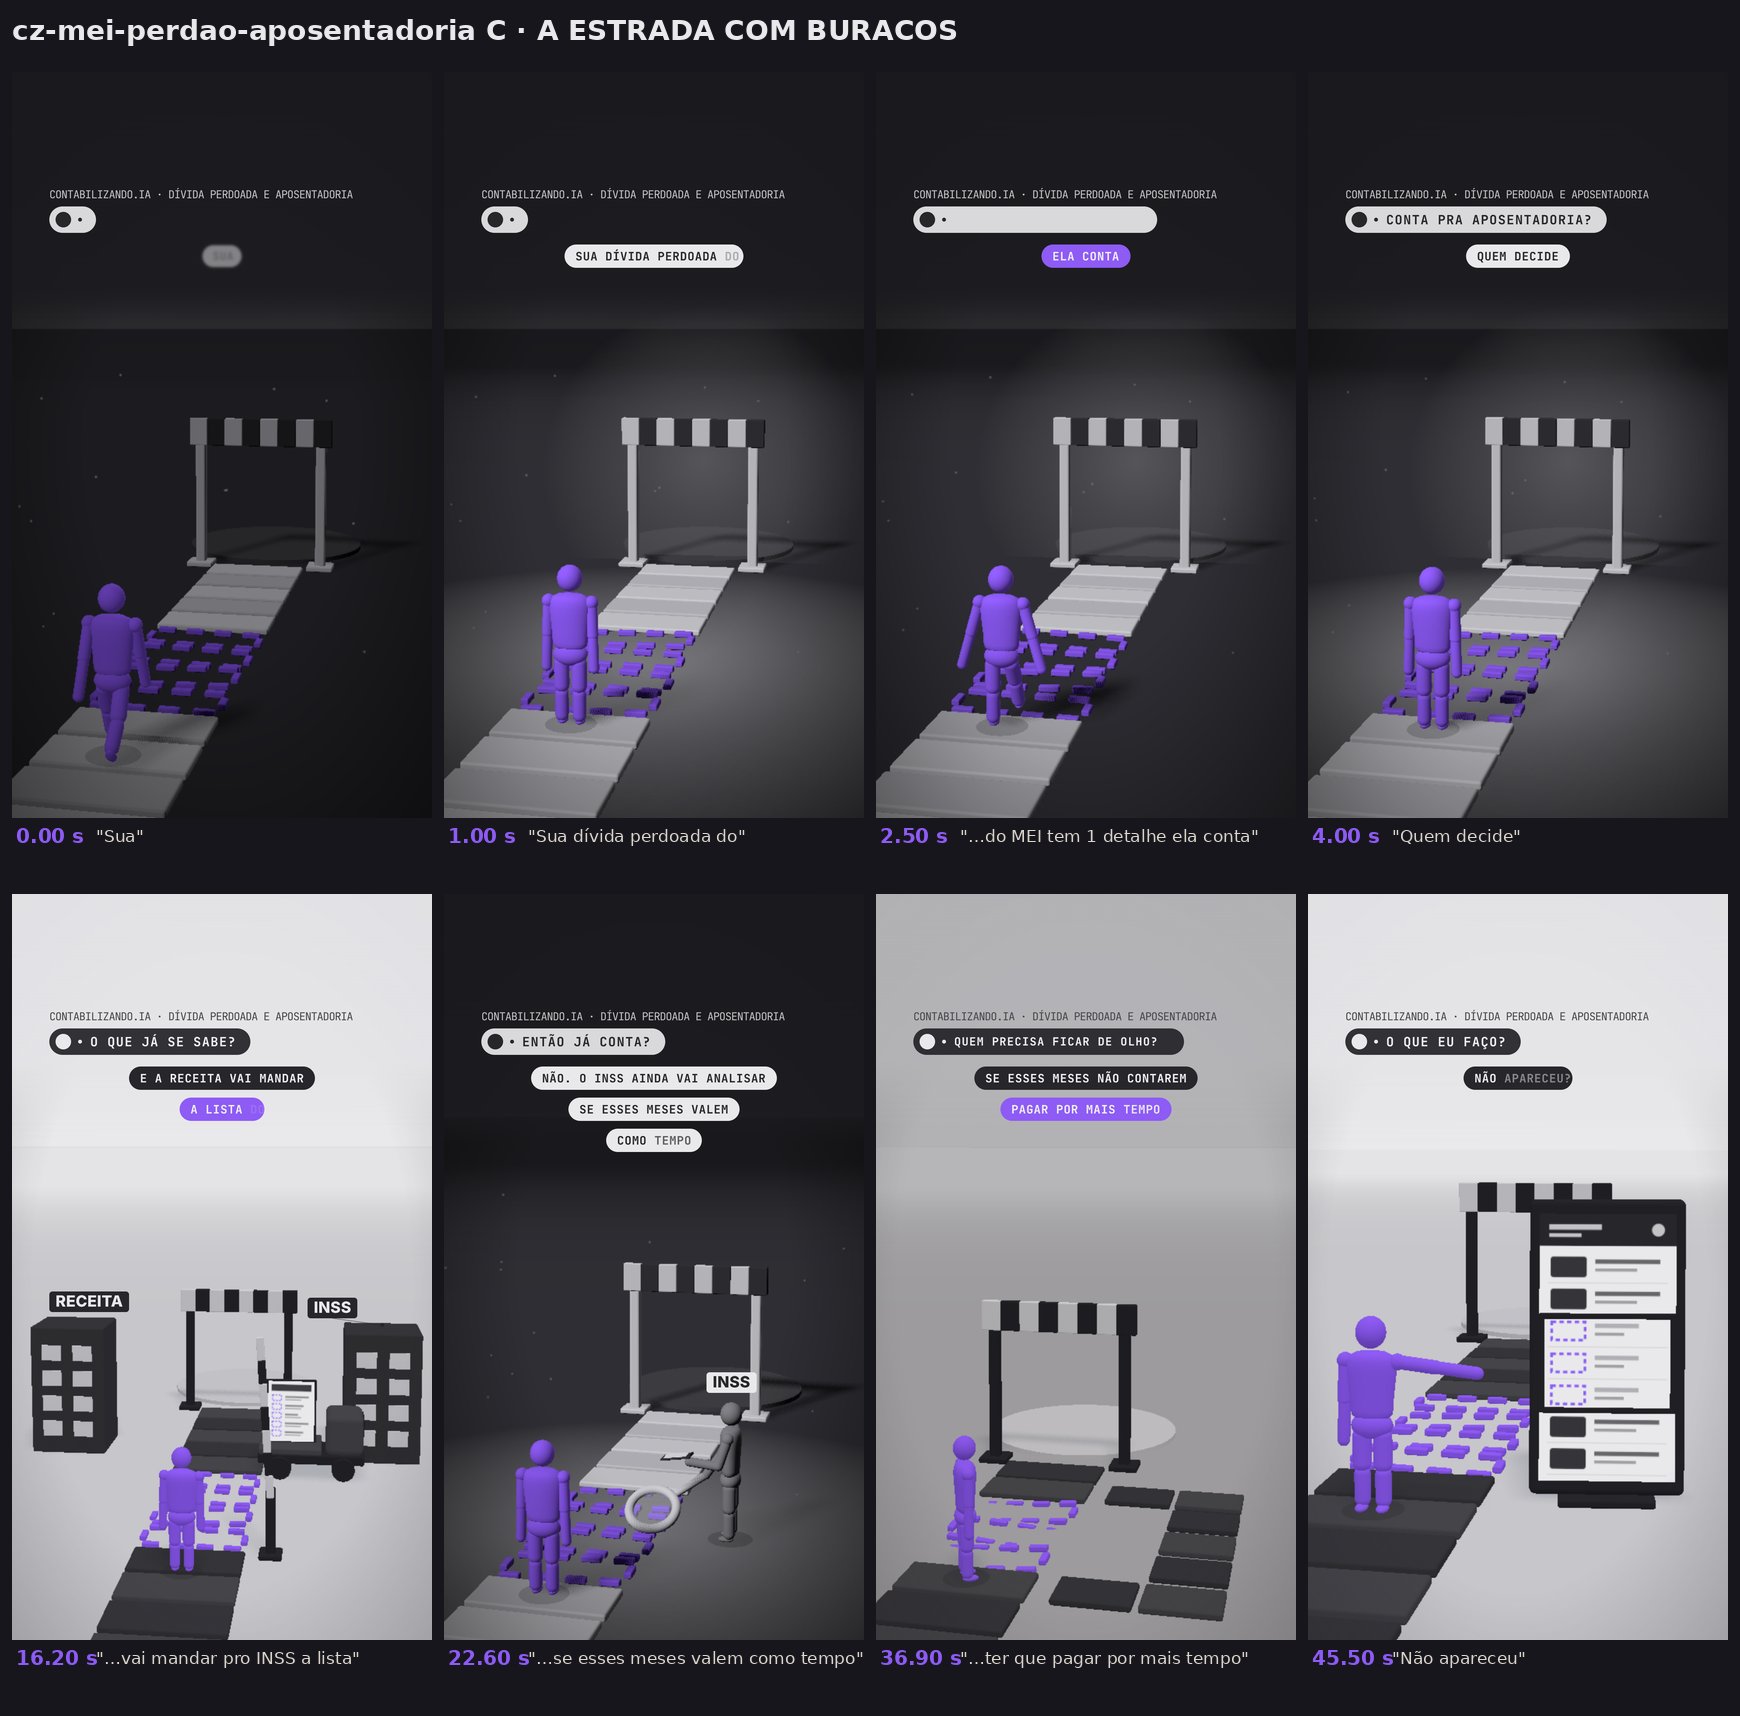 cz-mei-perdao-aposentadoria C · A ESTRADA COM BURACOS
CONTABILIZANDO.IA · DÍVIDA PERDOADA E APOSENTADORIA
SUA
0.00 s "Sua"
CONTABILIZANDO.IA · DÍVIDA PERDOADA E APOSENTADORIA
SUA DÍVIDA PERDOADA DO
1.00 s "Sua dívida perdoada do"
CONTABILIZANDO.IA · DÍVIDA PERDOADA E APOSENTADORIA
ELA CONTA
2.50 s "...do MEI tem 1 detalhe ela conta"
CONTABILIZANDO.IA · DÍVIDA PERDOADA E APOSENTADORIA
• CONTA PRA APOSENTADORIA?
QUEM DECIDE
4.00 s "Quem decide"
CONTABILIZANDO.IA · DÍVIDA PERDOADA E APOSENTADORIA
• O QUE JÁ SE SABE?
E A RECEITA VAI MANDAR
A LISTA
RECEITA
INSS
16.20 s "...vai mandar pro INSS a lista"
CONTABILIZANDO.IA · DÍVIDA PERDOADA E APOSENTADORIA
• ENTÃO JÁ CONTA?
NÃO. O INSS AINDA VAI ANALISAR
SE ESSES MESES VALEM
COMO TEMPO
INSS
22.60 s "...se esses meses valem como tempo"
CONTABILIZANDO.IA · DÍVIDA PERDOADA E APOSENTADORIA
• QUEM PRECISA FICAR DE OLHO?
SE ESSES MESES NÃO CONTAREM
PAGAR POR MAIS TEMPO
36.90 s "...ter que pagar por mais tempo"
CONTABILIZANDO.IA · DÍVIDA PERDOADA E APOSENTADORIA
• O QUE EU FAÇO?
NÃO APARECEU?
45.50 s "Não apareceu"